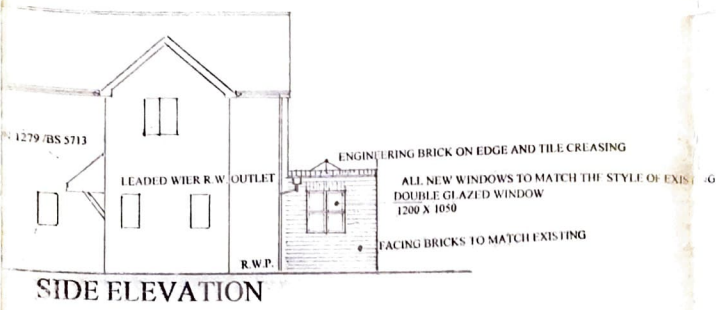 1279 /BS 5713
ENGINEERING BRICK ON EDGE AND TILE CREASING
LEADED WIER R.W. OUTLET
ALL NEW WINDOWS TO MATCH THE STYLE OF
DOUBLE GLAZED WINDOW
1200 X 1050
FACING BRICKS TO MATCH EXISTING
R.W.P.
SIDE ELEVATION